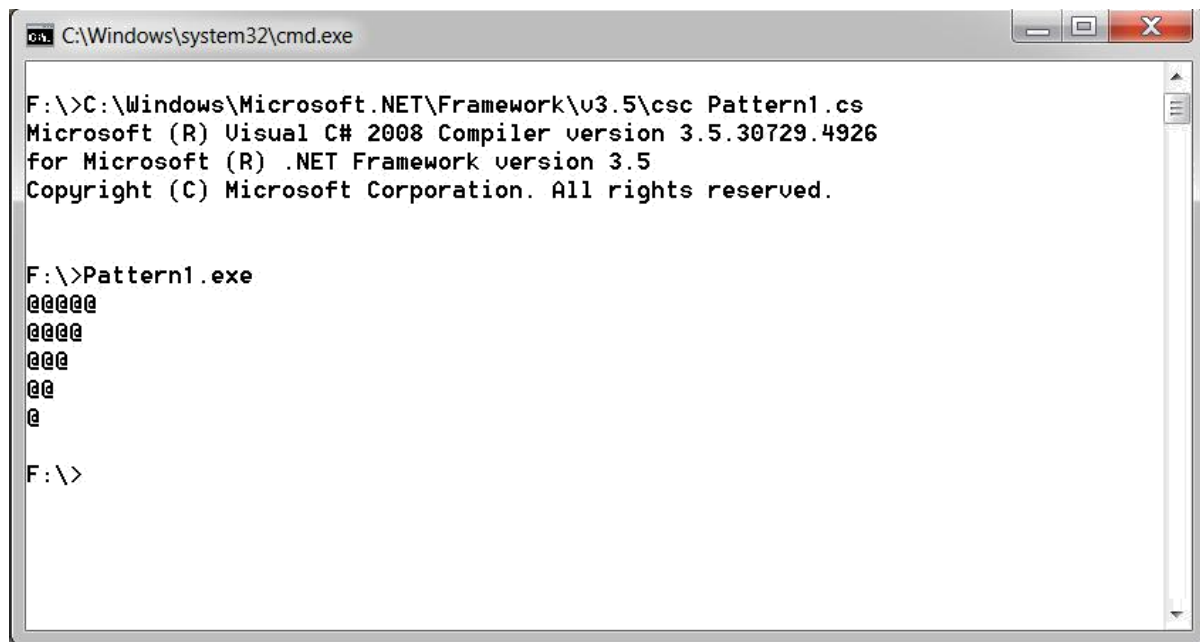 C:\Windows\system32\cmd.exe
F:\>C:\Windows\Microsoft.NET\Framework\v3.5\csc Pattern1.cs
Microsoft (R) Visual C# 2008 Compiler version 3.5.30729.4926
for Microsoft (R) .NET Framework version 3.5
Copyright (C) Microsoft Corporation. All rights reserved.
F:\>Pattern1.exe
@@@@@
@@@@
@@@
@@
@
F:\>